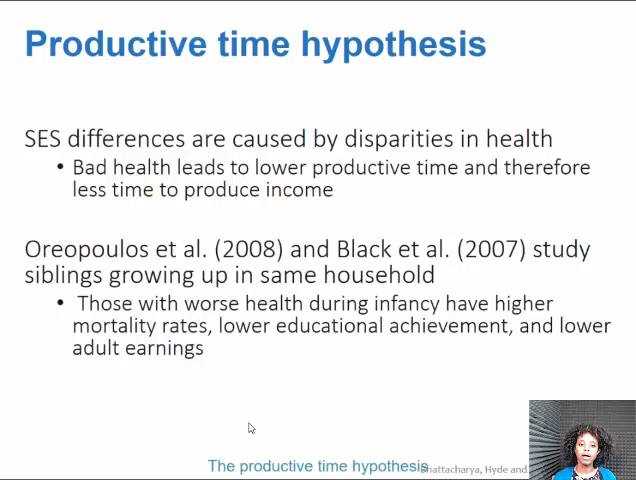 Productive time hypothesis
SES differences are caused by disparities in health
• Bad health leads to lower productive time and therefore
less time to produce income
Oreopoulos et al. (2008) and Black et al. (2007) study
siblings growing up in same household
• Those with worse health during infancy have higher
mortality rates, lower educational achievement, and lower
adult earnings
The productive time hypothesis
hattacharya, Hyde and